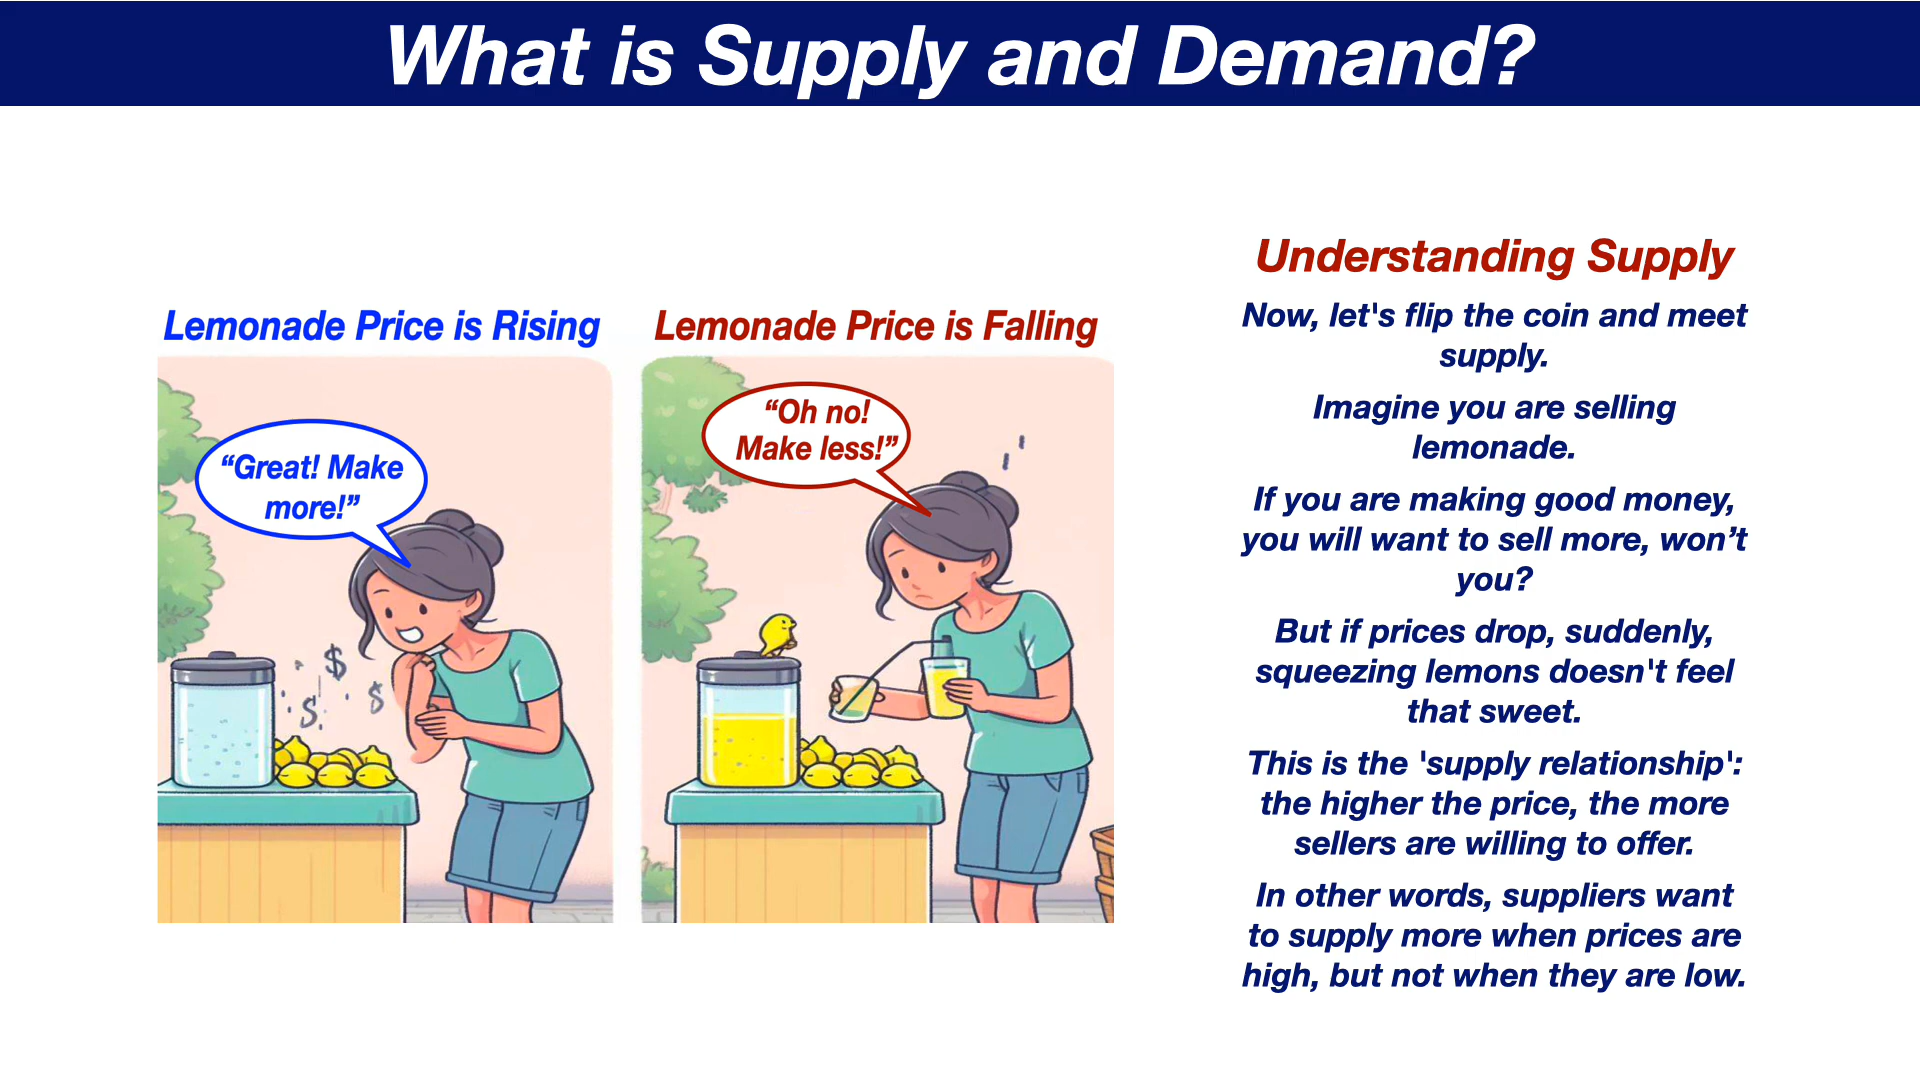 What is Supply and Demand?
Lemonade Price is Rising
“Great! Make
more!”
$
$
$
Lemonade Price is Falling
“Oh no!
Make less!”
Understanding Supply
Now, let's flip the coin and meet
supply.
Imagine you are selling
lemonade.
If you are making good money,
you will want to sell more, won’t
you?
But if prices drop, suddenly,
squeezing lemons doesn't feel
that sweet.
This is the 'supply relationship':
the higher the price, the more
sellers are willing to offer.
In other words, suppliers want
to supply more when prices are
high, but not when they are low.